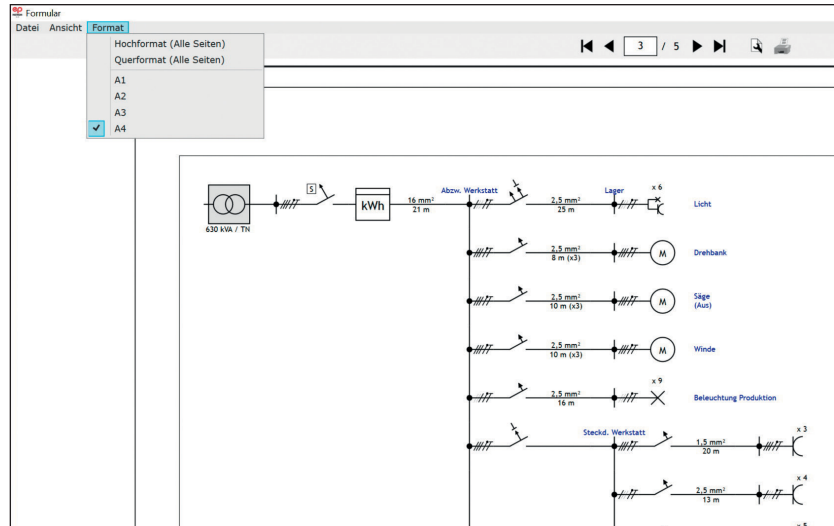 Formular
Datei Ansicht Format
Hochformat (Alle Seiten)
Querformat (Alle Seiten)
A1
A2
A3
A4
3 / 5
630 kVA / TN
S
kWh
16 mm²
21 m
Abzw. Werkstatt
2,5 mm²
25 m
Lager
x 6
Licht
2,5 mm²
8 m (x3)
M
Drehbank
2,5 mm²
10 m (x3)
M
Säge
(Aus)
2,5 mm²
10 m (x3)
M
Winde
2,5 mm²
16 m
x 9
Beleuchtung Produktion
Steckd. Werkstatt
1,5 mm²
20 m
x 3
2,5 mm²
13 m
x 4
x 5